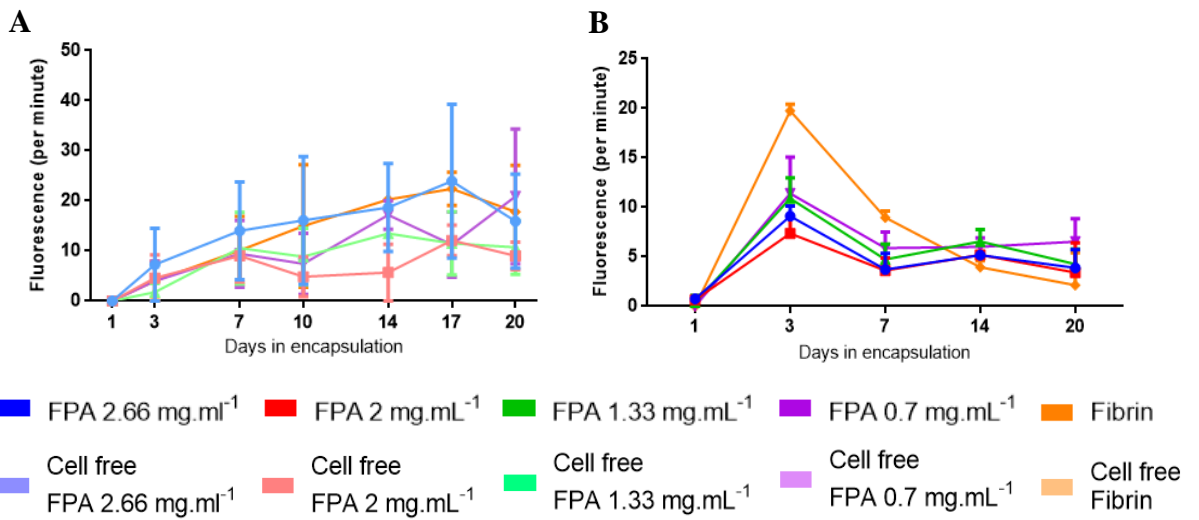 A
B
50
40
30
20
10
0
Fluorescence (per minute)
1 3 7 10 14 17 20
Days in encapsulation
25
20
15
10
5
0
Fluorescence (per minute)
1 3 7 14 20
Days in encapsulation
FPA 2.66 mg.ml⁻¹
FPA 2 mg.mL⁻¹
FPA 1.33 mg.mL⁻¹
FPA 0.7 mg.mL⁻¹
Fibrin
Cell free
FPA 2.66 mg.ml⁻¹
Cell free
FPA 2 mg.mL⁻¹
Cell free
FPA 1.33 mg.mL⁻¹
Cell free
FPA 0.7 mg.mL⁻¹
Cell free
Fibrin